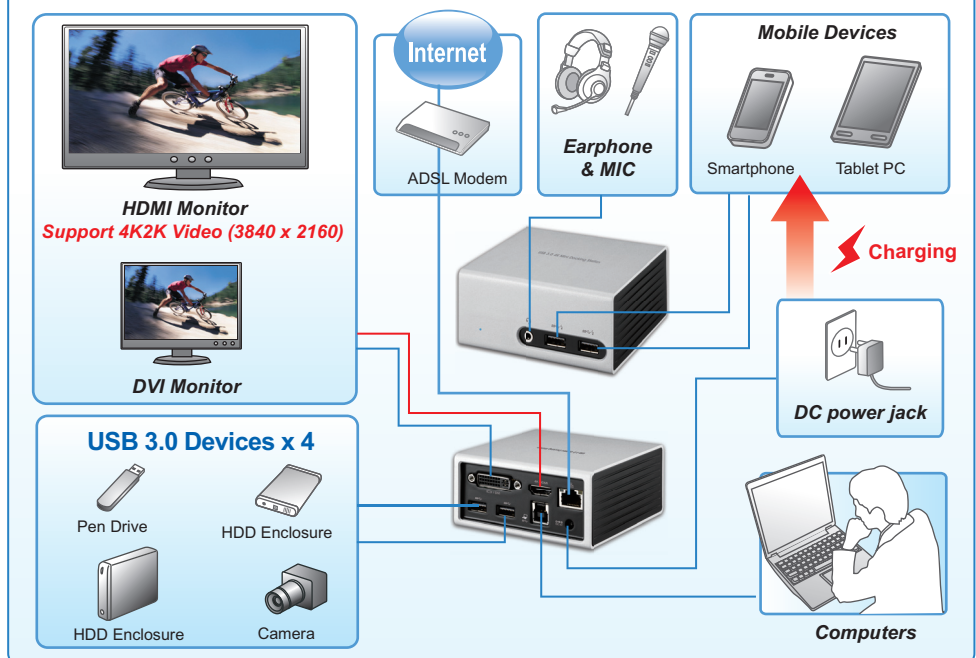 HDMI Monitor
Support 4K2K Video (3840 x 2160)
DVI Monitor
Internet
ADSL Modem
Earphone
& MIC
Mobile Devices
Smartphone
Tablet PC
Charging
DC power jack
USB 3.0 Devices x 4
Pen Drive
HDD Enclosure
HDD Enclosure
Camera
Computers